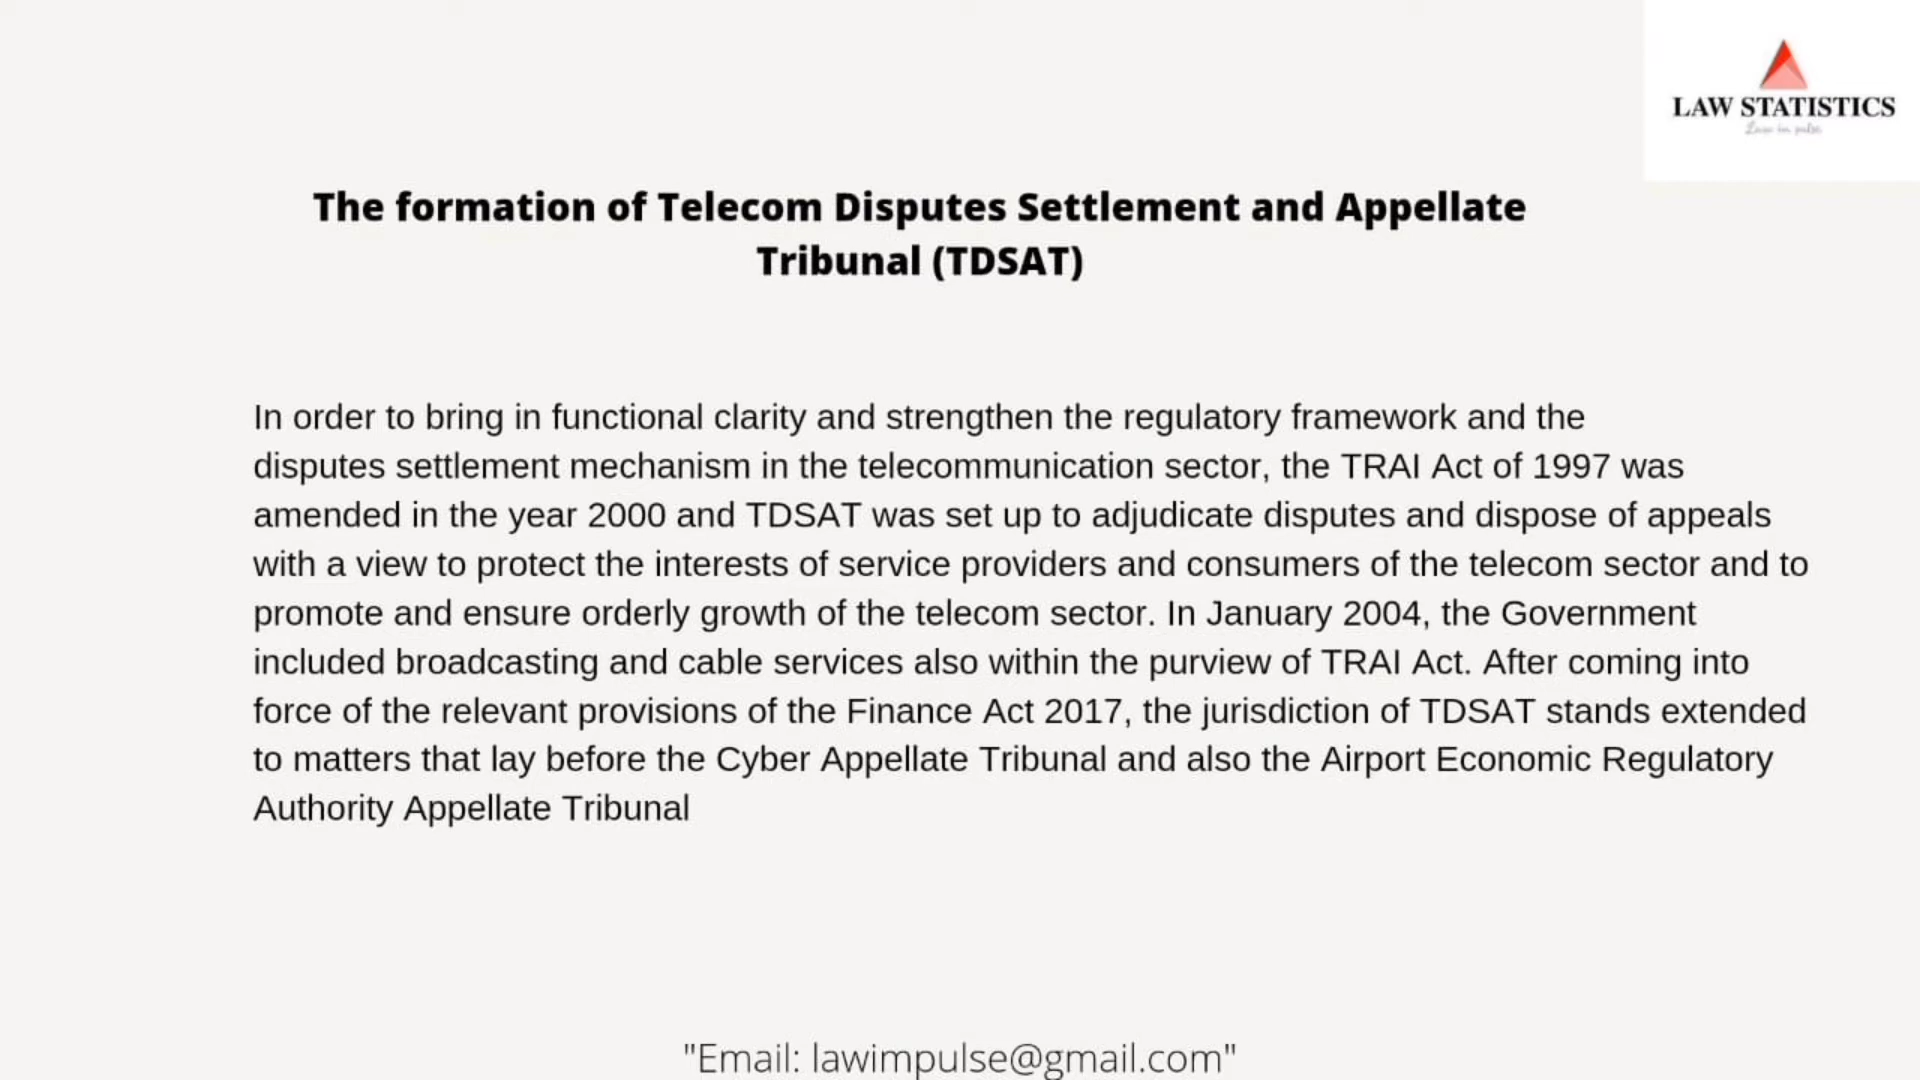 LAW STATISTICS
Law in pulse
The formation of Telecom Disputes Settlement and Appellate
Tribunal (TDSAT)
In order to bring in functional clarity and strengthen the regulatory framework and the
disputes settlement mechanism in the telecommunication sector, the TRAI Act of 1997 was
amended in the year 2000 and TDSAT was set up to adjudicate disputes and dispose of appeals
with a view to protect the interests of service providers and consumers of the telecom sector and to
promote and ensure orderly growth of the telecom sector. In January 2004, the Government
included broadcasting and cable services also within the purview of TRAI Act. After coming into
force of the relevant provisions of the Finance Act 2017, the jurisdiction of TDSAT stands extended
to matters that lay before the Cyber Appellate Tribunal and also the Airport Economic Regulatory
Authority Appellate Tribunal
"Email: lawimpulse@gmail.com"